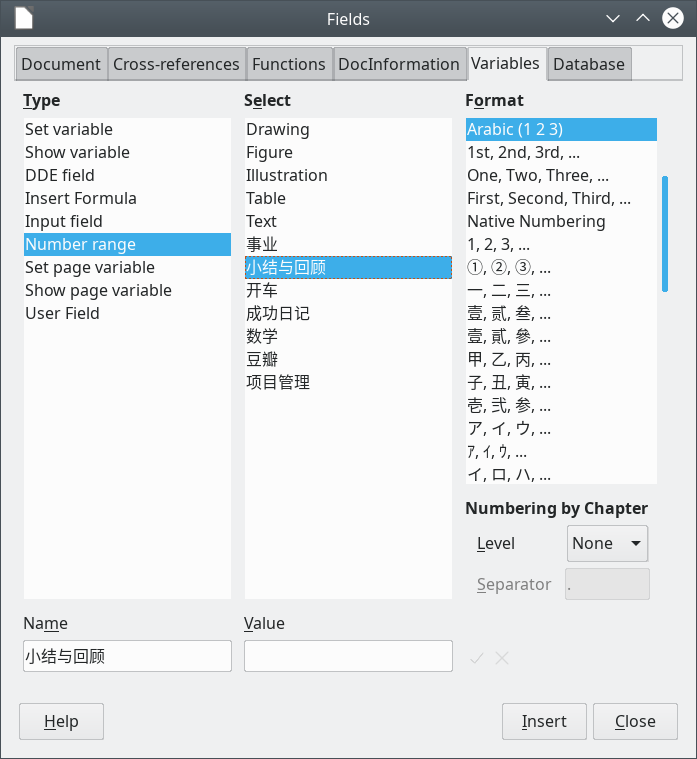 Fields
Document Cross-references Functions DocInformation Variables Database
Type
Set variable
Show variable
DDE field
Insert Formula
Input field
Number range
Set page variable
Show page variable
User Field
Select
Drawing
Figure
Illustration
Table
Text
事业
小结与回顾
开车
成功日记
数学
豆瓣
项目管理
Format
Arabic (1 2 3)
1st, 2nd, 3rd, ...
One, Two, Three, ...
First, Second, Third, ...
Native Numbering
1, 2, 3, ...
①, ②, ③, ...
一, 二, 三, ...
壹, 贰, 叁, ...
壹, 貳, 參, ...
甲, 乙, 丙, ...
子, 丑, 寅, ...
壱, 弐, 参, ...
ア, イ, ウ, ...
ｱ, ｲ, ｳ, ...
イ, ロ, ハ, ...
Numbering by Chapter
Level None
Separator .
Name
小结与回顾
Value
Help Insert Close